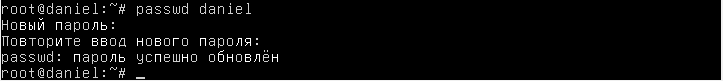 root@daniel:~# passwd daniel
Новый пароль:
Повторите ввод нового пароля:
passwd: пароль успешно обновлён
root@daniel:~# _